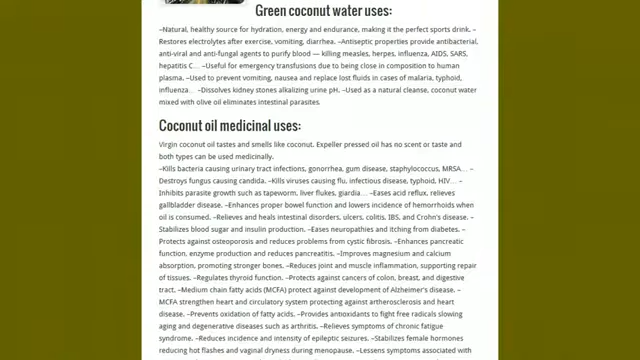 Green coconut water uses:
–Natural, healthy source for hydration, energy and endurance, making it the perfect sports drink. –
Restores electrolytes after exercise, vomiting, diarrhea. –Antiseptic properties provide antibacterial,
anti-viral and anti-fungal agents to purify blood — killing measles, herpes, influenza, AIDS, SARS,
hepatitis C… –Useful for emergency transfusions due to being close in composition to human
plasma. –Used to prevent vomiting, nausea and replace lost fluids in cases of malaria, typhoid,
influenza… –Dissolves kidney stones alkalizing urine pH. –Used as a natural cleanse, coconut water
mixed with olive oil eliminates intestinal parasites.
Coconut oil medicinal uses:
Virgin coconut oil tastes and smells like coconut. Expeller pressed oil has no scent or taste and
both types can be used medicinally.
–Kills bacteria causing urinary tract infections, gonorrhea, gum disease, staphylococcus, MRSA… –
Destroys fungus causing candida. –Kills viruses causing flu, infectious disease, typhoid, HIV… –
Inhibits parasite growth such as tapeworm, liver flukes, giardia… –Eases acid reflux, relieves
gallbladder disease. –Enhances proper bowel function and lowers incidence of hemorrhoids when
oil is consumed. –Relieves and heals intestinal disorders, ulcers, colitis, IBS, and Crohn's disease. –
Stabilizes blood sugar and insulin production. –Eases neuropathies and itching from diabetes. –
Protects against osteoporosis and reduces problems from cystic fibrosis. –Enhances pancreatic
function, enzyme production and reduces pancreatitis. –Improves magnesium and calcium
absorption, promoting stronger bones. –Reduces joint and muscle inflammation, supporting repair
of tissues. –Regulates thyroid function. –Protects against cancers of colon, breast, and digestive
tract. –Medium chain fatty acids (MCFA) protect against development of Alzheimer's disease. –
MCFA strengthen heart and circulatory system protecting against artherosclerosis and heart
disease. –Prevents oxidation of fatty acids. –Provides antioxidants to fight free radicals slowing
aging and degenerative diseases such as arthritis. –Relieves symptoms of chronic fatigue
syndrome. –Reduces incidence and intensity of epileptic seizures. –Stabilizes female hormones
reducing hot flashes and vaginal dryness during menopause. –Lessens symptoms associated with